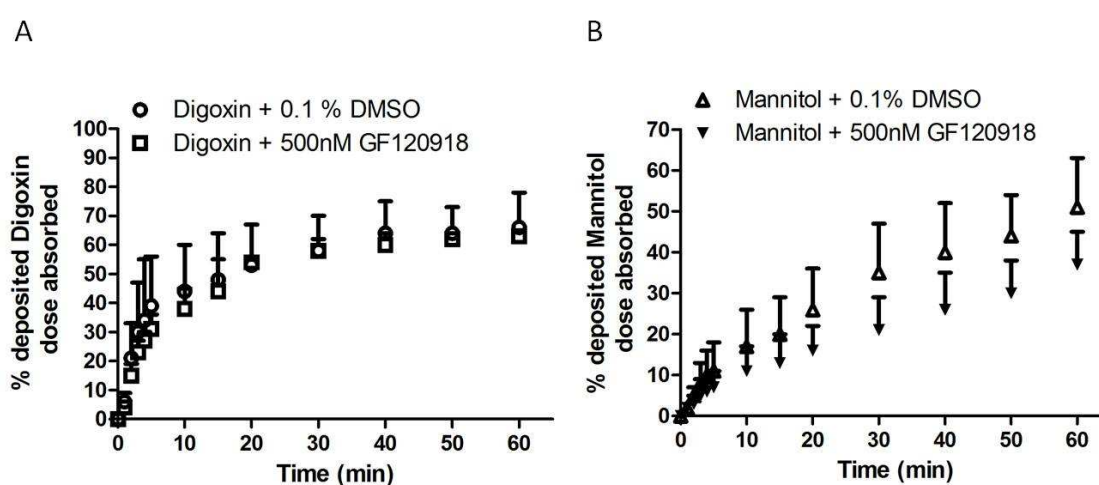 A
Digoxin + 0.1 % DMSO
Digoxin + 500nM GF120918
% deposited Digoxin
dose absorbed
100
90
80
70
60
50
40
30
20
10
0
0 10 20 30 40 50 60
Time (min)
B
Mannitol + 0.1% DMSO
Mannitol + 500nM GF120918
% deposited Mannitol
dose absorbed
70
60
50
40
30
20
10
0
0 10 20 30 40 50 60
Time (min)